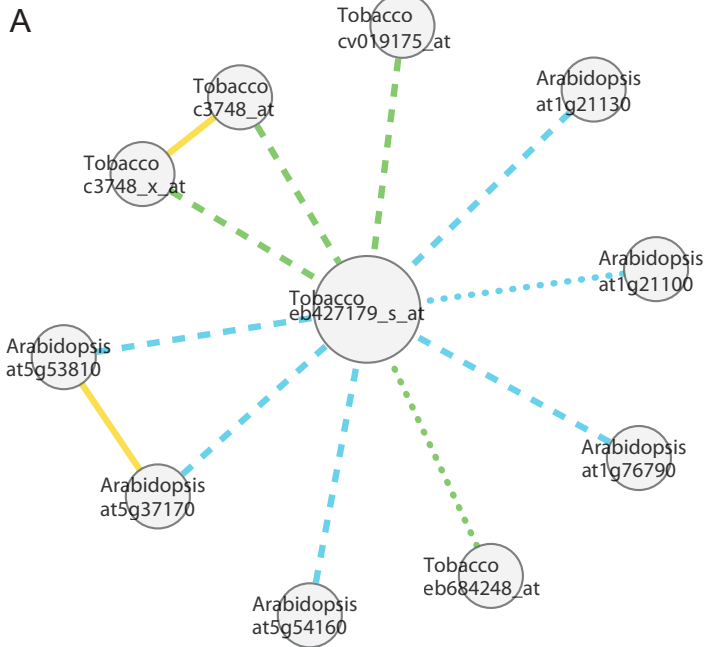 A
Tobacco
cv019175_at
Arabidopsis
at1g21130
Tobacco
c3748_at
Tobacco
c3748_x_at
Arabidopsis
at1g21100
Tobacco
eb427179_s_at
Arabidopsis
at5g53810
Arabidopsis
at1g76790
Arabidopsis
at5g37170
Tobacco
eb684248_at
Arabidopsis
at5g54160